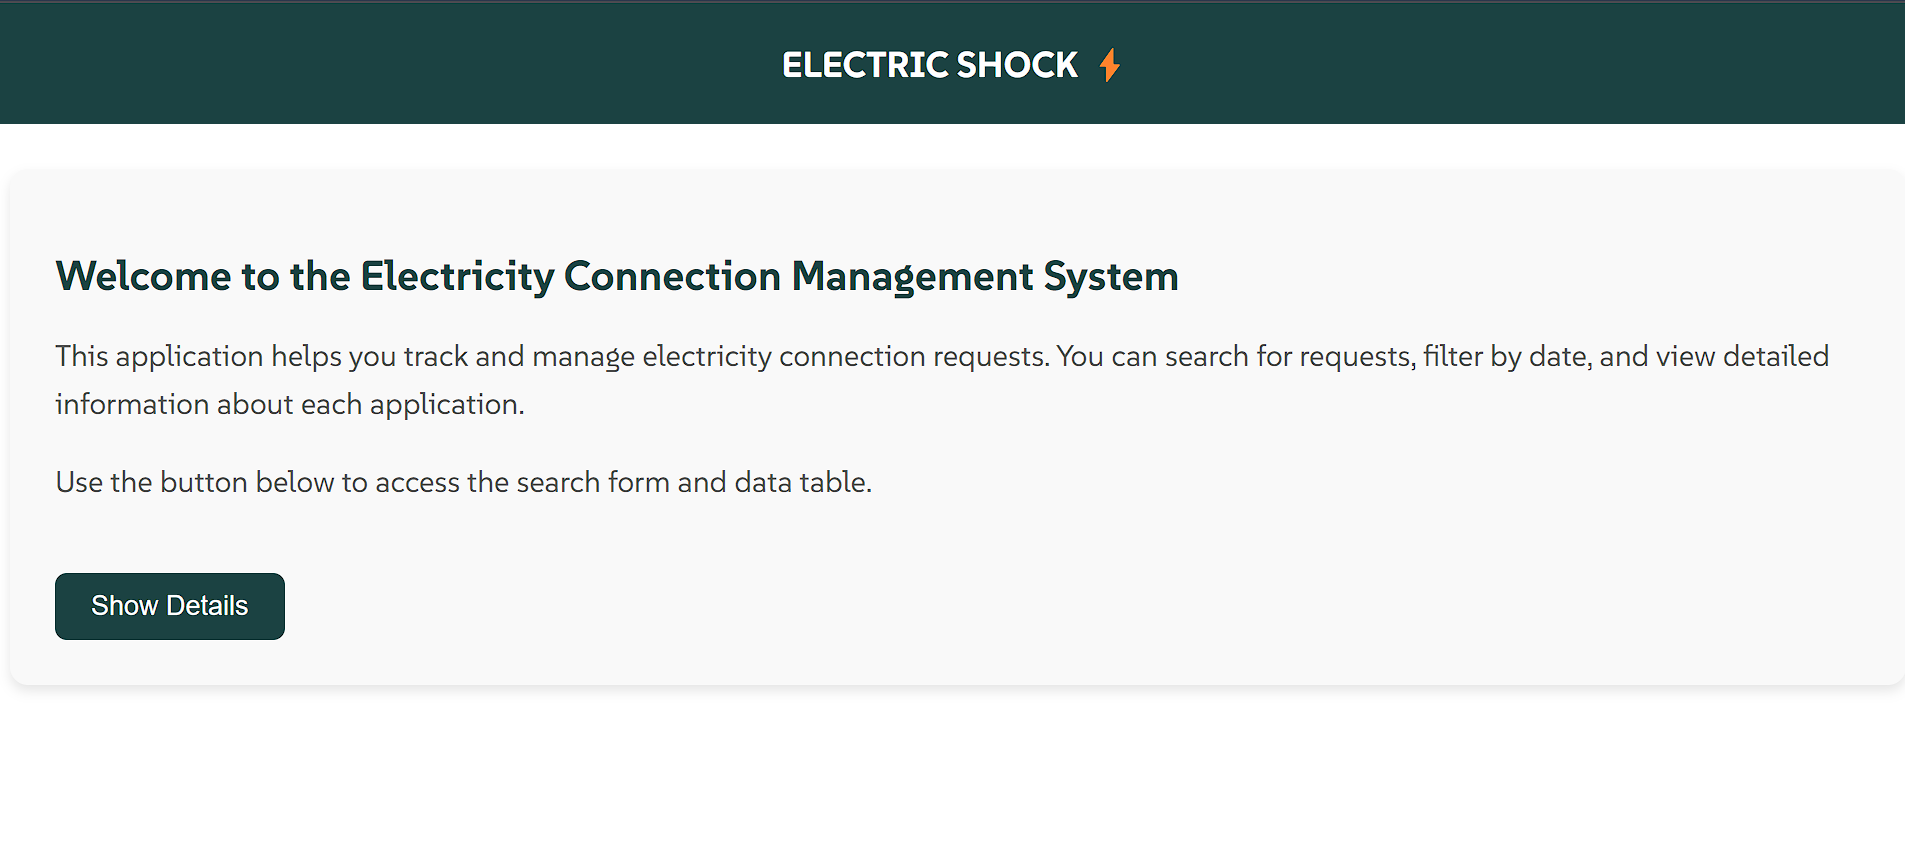 ELECTRIC SHOCK
Welcome to the Electricity Connection Management System
This application helps you track and manage electricity connection requests. You can search for requests, filter by date, and view detailed
information about each application.
Use the button below to access the search form and data table.
Show Details